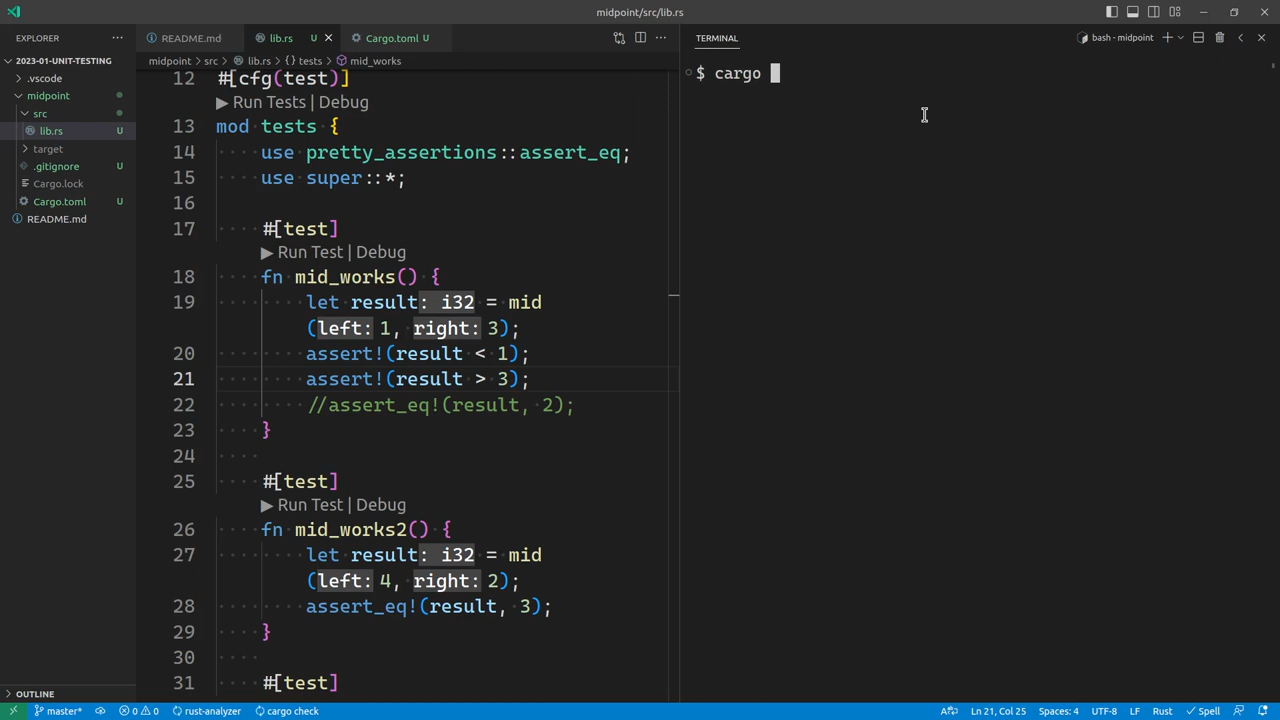 midpoint/src/lib.rs
EXPLORER
2023-01-UNIT-TESTING
.vscode
midpoint
src
lib.rs U
target
.gitignore U
Cargo.lock
Cargo.toml U
README.md
OUTLINE
README.md
lib.rs U
Cargo.toml U
midpoint > src > lib.rs > {} tests > mid_works
12 #[cfg(test)]
Run Tests | Debug
13 mod tests {
14 ····use pretty_assertions::assert_eq;
15 ····use super::*;
16
17 ····#[test]
Run Test | Debug
18 ····fn mid_works() {
19 ········let result: i32 = mid
(left: 1, right: 3);
20 ········assert!(result < 1);
21 ········assert!(result > 3);
22 ········//assert_eq!(result, 2);
23 ····}
24 ····
25 ····#[test]
Run Test | Debug
26 ····fn mid_works2() {
27 ········let result: i32 = mid
(left: 4, right: 2);
28 ········assert_eq!(result, 3);
29 ····}
30 ····
31 ····#[test]
TERMINAL
bash - midpoint
$ cargo
master*
0 0
rust-analyzer
cargo check
Ln 21, Col 25
Spaces: 4
UTF-8
LF
Rust
Spell